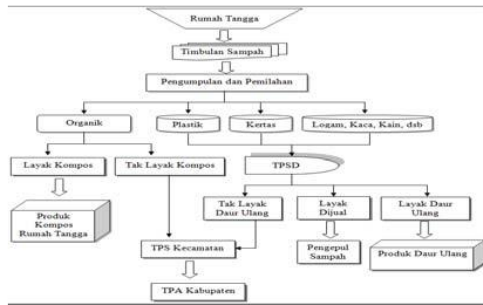 Rumah Tangga
Timbulan Sampah
Pengumpulan dan Pemilahan
Organik
Plastik
Kertas
Logam, Kaca, Kain, dsb
Layak Kompos
Tak Layak Kompos
TPSD
Produk
Kompos
Rumah Tangga
Tak Layak
Daur Ulang
Layak
Dijual
Layak Daur
Ulang
TPS Kecamatan
Pengepul
Sampah
Produk Daur Ulang
TPA Kabupaten